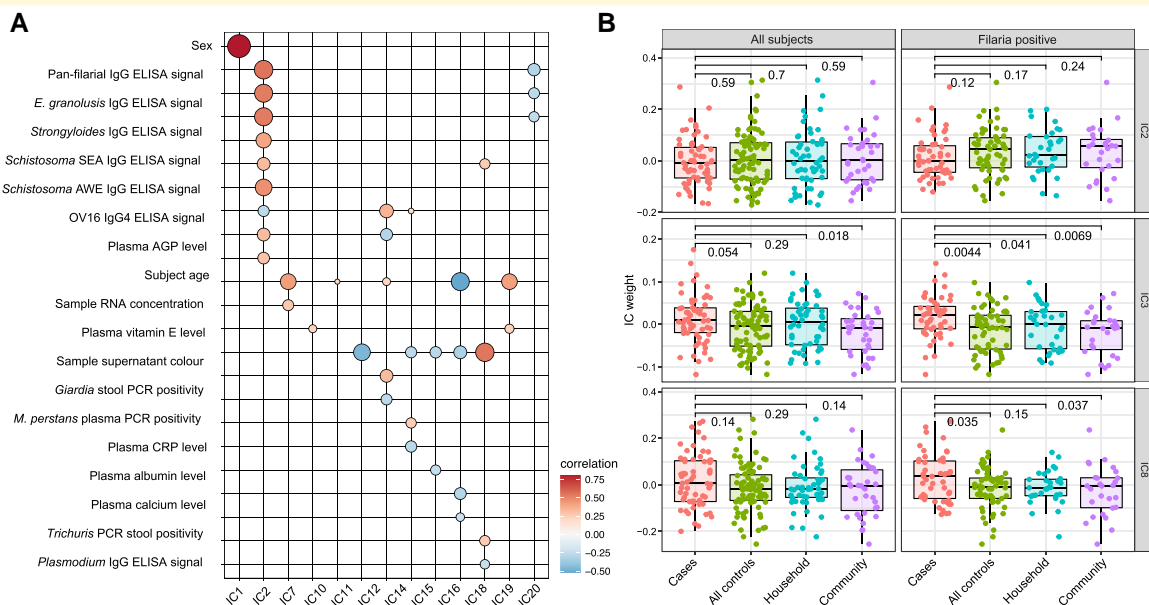 A
Sex
Pan-filarial IgG ELISA signal
E. granolusis IgG ELISA signal
Strongyloides IgG ELISA signal
Schistosoma SEA IgG ELISA signal
Schistosoma AWE IgG ELISA signal
OV16 IgG4 ELISA signal
Plasma AGP level
Subject age
Sample RNA concentration
Plasma vitamin E level
Sample supernatant colour
Giardia stool PCR positivity
M. perstans plasma PCR positivity
Plasma CRP level
Plasma albumin level
Plasma calcium level
Trichuris PCR stool positivity
Plasmodium IgG ELISA signal
IC1 IC2 IC7 IC10 IC11 IC12 IC14 IC15 IC16 IC18 IC19 IC20
correlation
0.75
0.50
0.25
0.00
−0.25
−0.50
B
All subjects Filaria positive
IC weight
0.4
0.2
0.0
−0.2
0.59 0.7 0.59
0.12 0.17 0.24
IC2
0.2
0.1
0.0
−0.1
0.054 0.29 0.018
0.0044 0.041 0.0069
IC3
0.4
0.2
0.0
−0.2
0.14 0.29 0.14
0.035 0.15 0.037
IC8
Cases All controls Household Community
Cases All controls Household Community